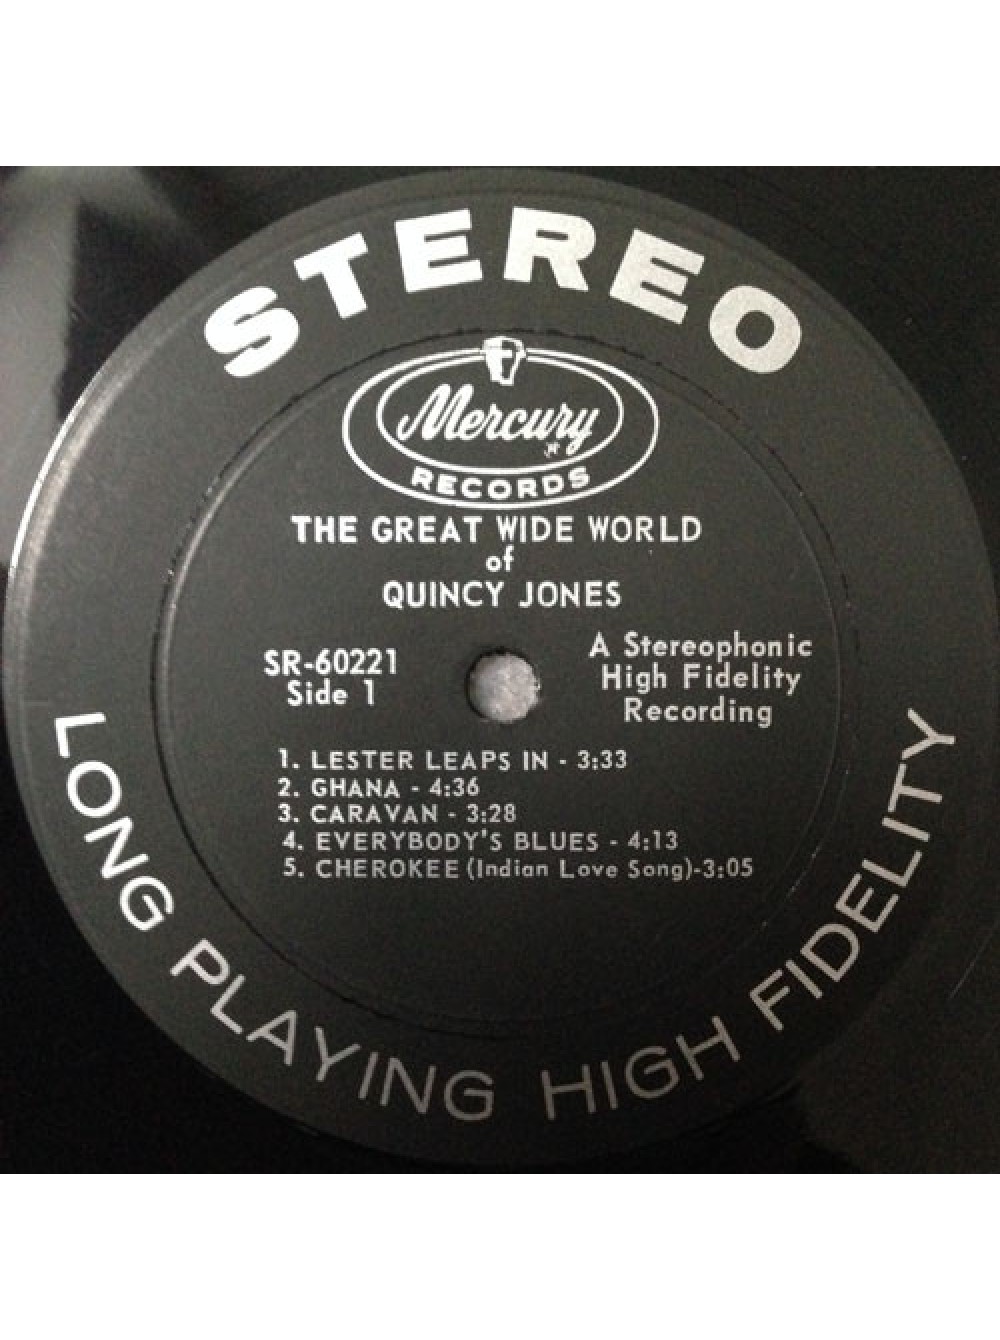 STEREO
Mercury
RECORDS
THE GREAT WIDE WORLD
of
QUINCY JONES
SR-60221
Side 1
A Stereophonic
High Fidelity
Recording
1. LESTER LEAPS IN - 3:33
2. GHANA - 4:36
3. CARAVAN - 3:28
4. EVERYBODY'S BLUES - 4:13
5. CHEROKEE (Indian Love Song)-3:05
LONG PLAYING HIGH FIDELITY